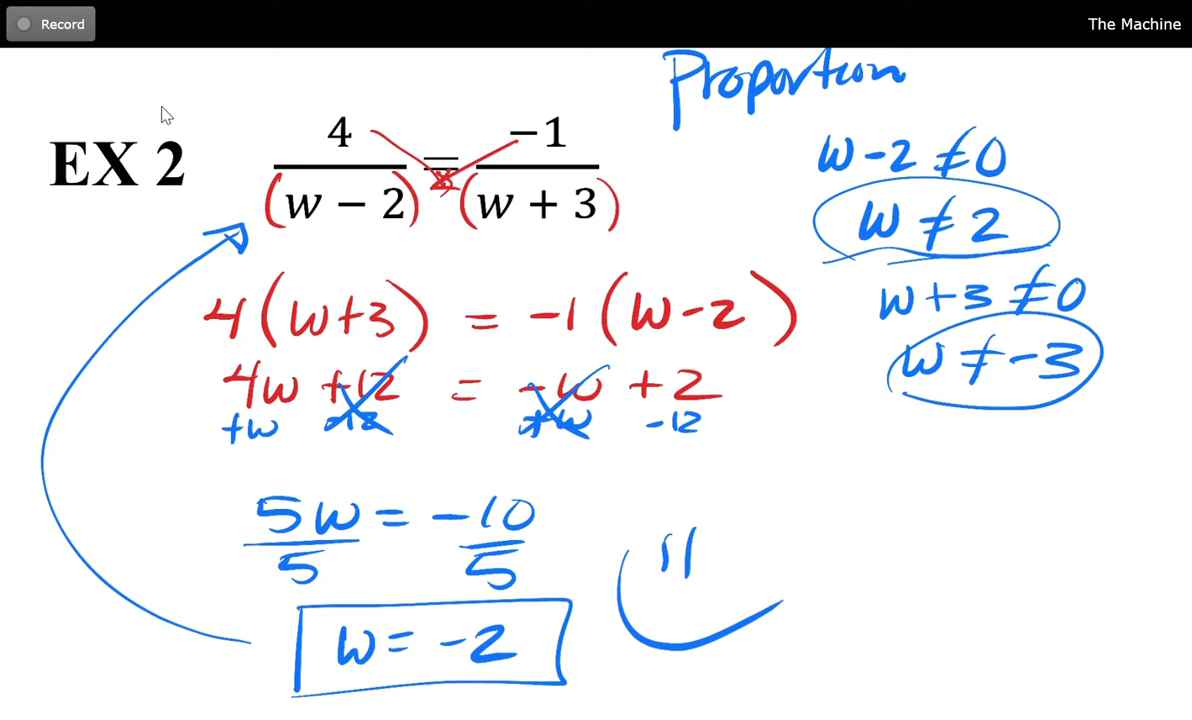 Record
The Machine
Proportion
EX 2
4 / (w − 2) = −1 / (w + 3)
w - 2 ≠ 0
w ≠ 2
w + 3 ≠ 0
w ≠ -3
4(w+3) = -1(w-2)
4w +12 = -1w +2
+w -12 +w -12
5w = -10
5 5
w = -2